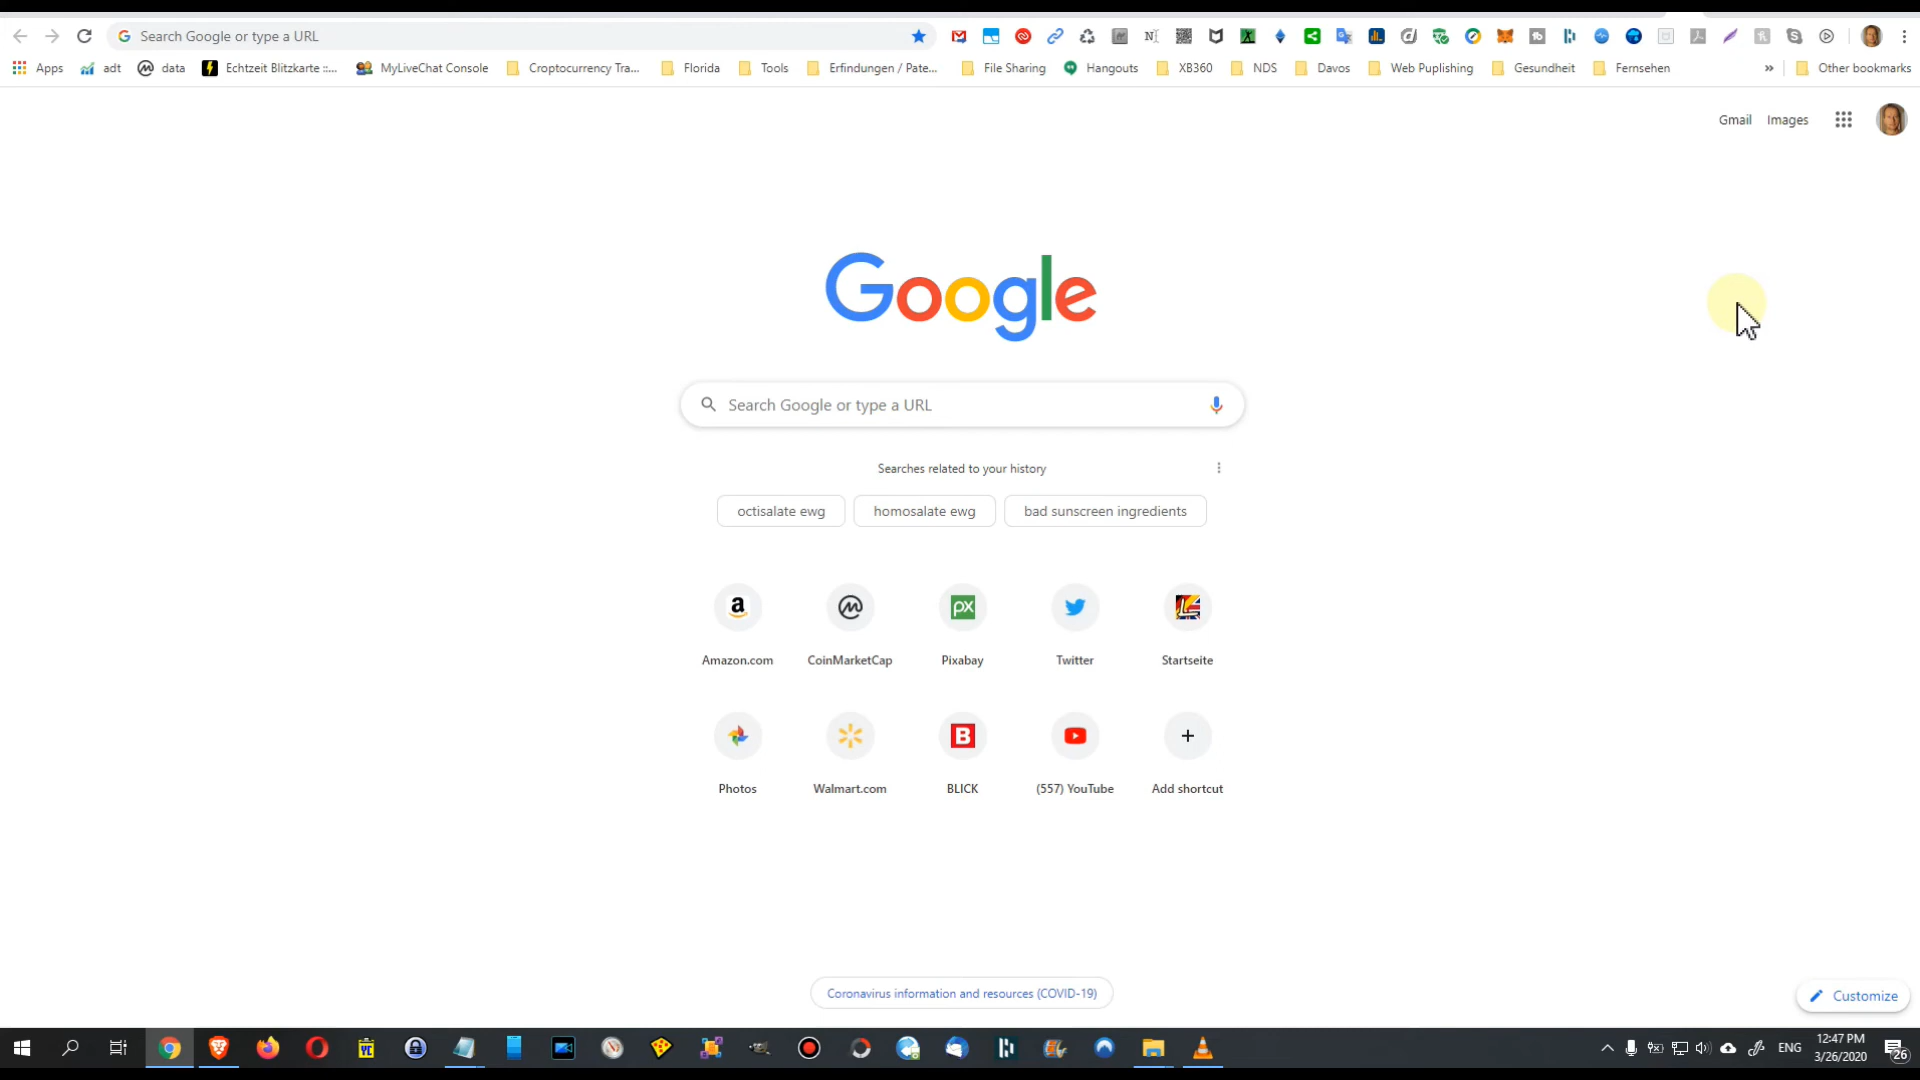 Search Google or type a URL
Apps adt data Echtzeit Blitzkarte ::... MyLiveChat Console Croptocurrency Tra... Florida Tools Erfindungen / Pate... File Sharing Hangouts XB360 NDS Davos Web Puplishing Gesundheit Fernsehen » Other bookmarks
Gmail Images
Google
Search Google or type a URL
Searches related to your history
octisalate ewg homosalate ewg bad sunscreen ingredients
Amazon.com CoinMarketCap Pixabay Twitter Startseite
Photos Walmart.com BLICK (557) YouTube Add shortcut
Coronavirus information and resources (COVID-19)
Customize
ENG
12:47 PM
3/26/2020
26